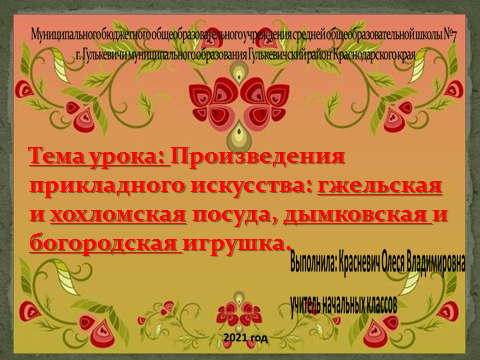 Муниципального бюджетного общеобразовательного учреждения средней общеобразовательной школы №7
г. Гулькевичи муниципального образования Гулькевичский район Краснодарского края
Тема урока: Произведения
прикладного искусства: гжельская
и хохломская посуда, дымковская и
богородская игрушка.
Выполнила: Красневич Олеся Владимировна
учитель начальных классов
2021 год